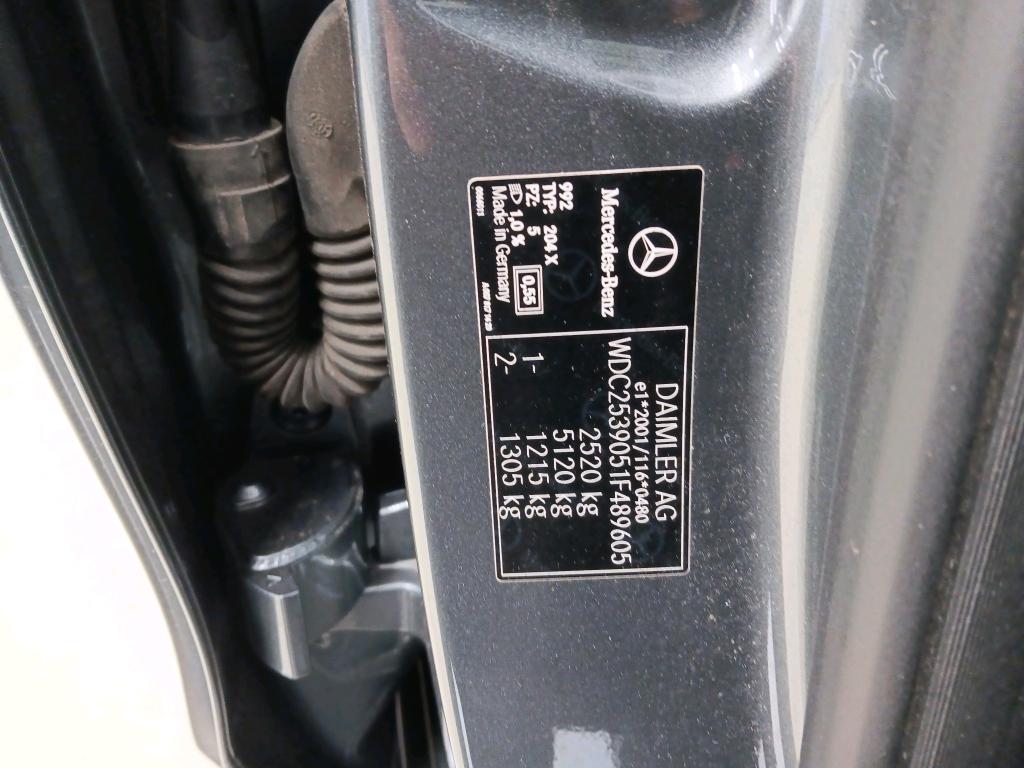 Mercedes-Benz
992
TYP: 204 X
PZ: 5
1,0 %
0,55
Made in Germany
DAIMLER AG
e1*2001/116*0480
WDC2539051F489605
2520 kg
5120 kg
1- 1215 kg
2- 1305 kg